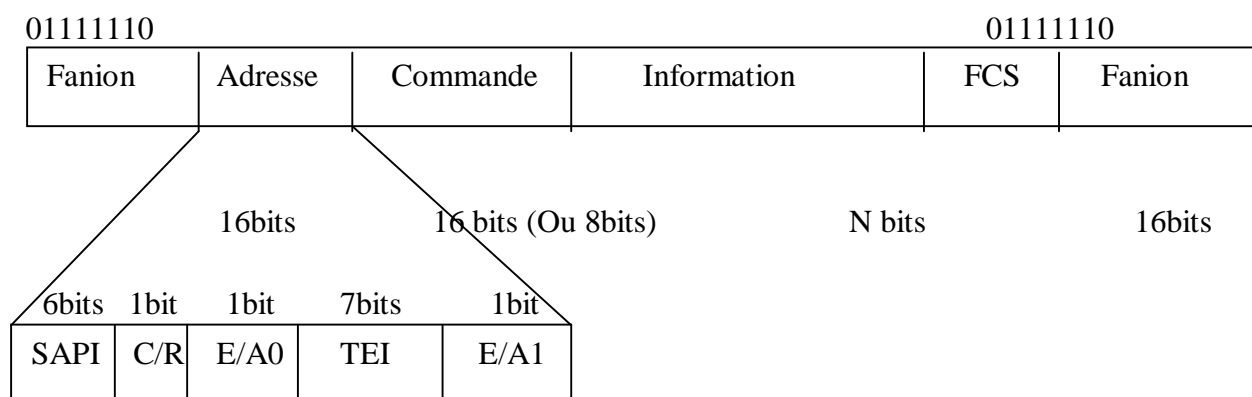 01111110 01111110
Fanion Adresse Commande Information FCS Fanion
16bits 16 bits (Ou 8bits) N bits 16bits
6bits 1bit 1bit 7bits 1bit
SAPI C/R E/A0 TEI E/A1